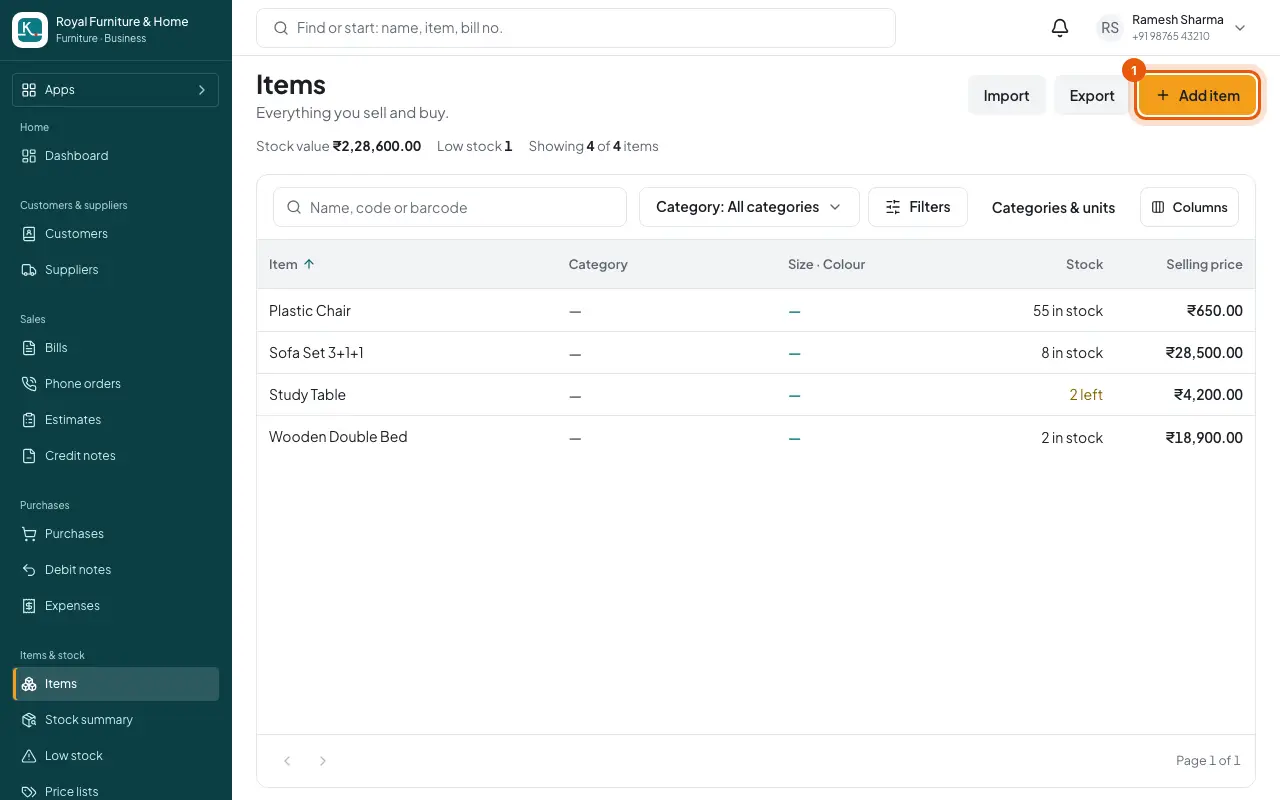 Royal Furniture & Home
Furniture · Business
Apps
Home
Dashboard
Customers & suppliers
Customers
Suppliers
Sales
Bills
Phone orders
Estimates
Credit notes
Purchases
Purchases
Debit notes
Expenses
Items & stock
Items
Stock summary
Low stock
Price lists
Find or start: name, item, bill no.
RS
Ramesh Sharma
+91 98765 43210
Items
Everything you sell and buy.
Import
Export
1
+ Add item
Stock value ₹2,28,600.00 Low stock 1 Showing 4 of 4 items
Name, code or barcode
Category: All categories
Filters
Categories & units
Columns
Item ↑ Category Size · Colour Stock Selling price
Plastic Chair — — 55 in stock ₹650.00
Sofa Set 3+1+1 — — 8 in stock ₹28,500.00
Study Table — — 2 left ₹4,200.00
Wooden Double Bed — — 2 in stock ₹18,900.00
Page 1 of 1